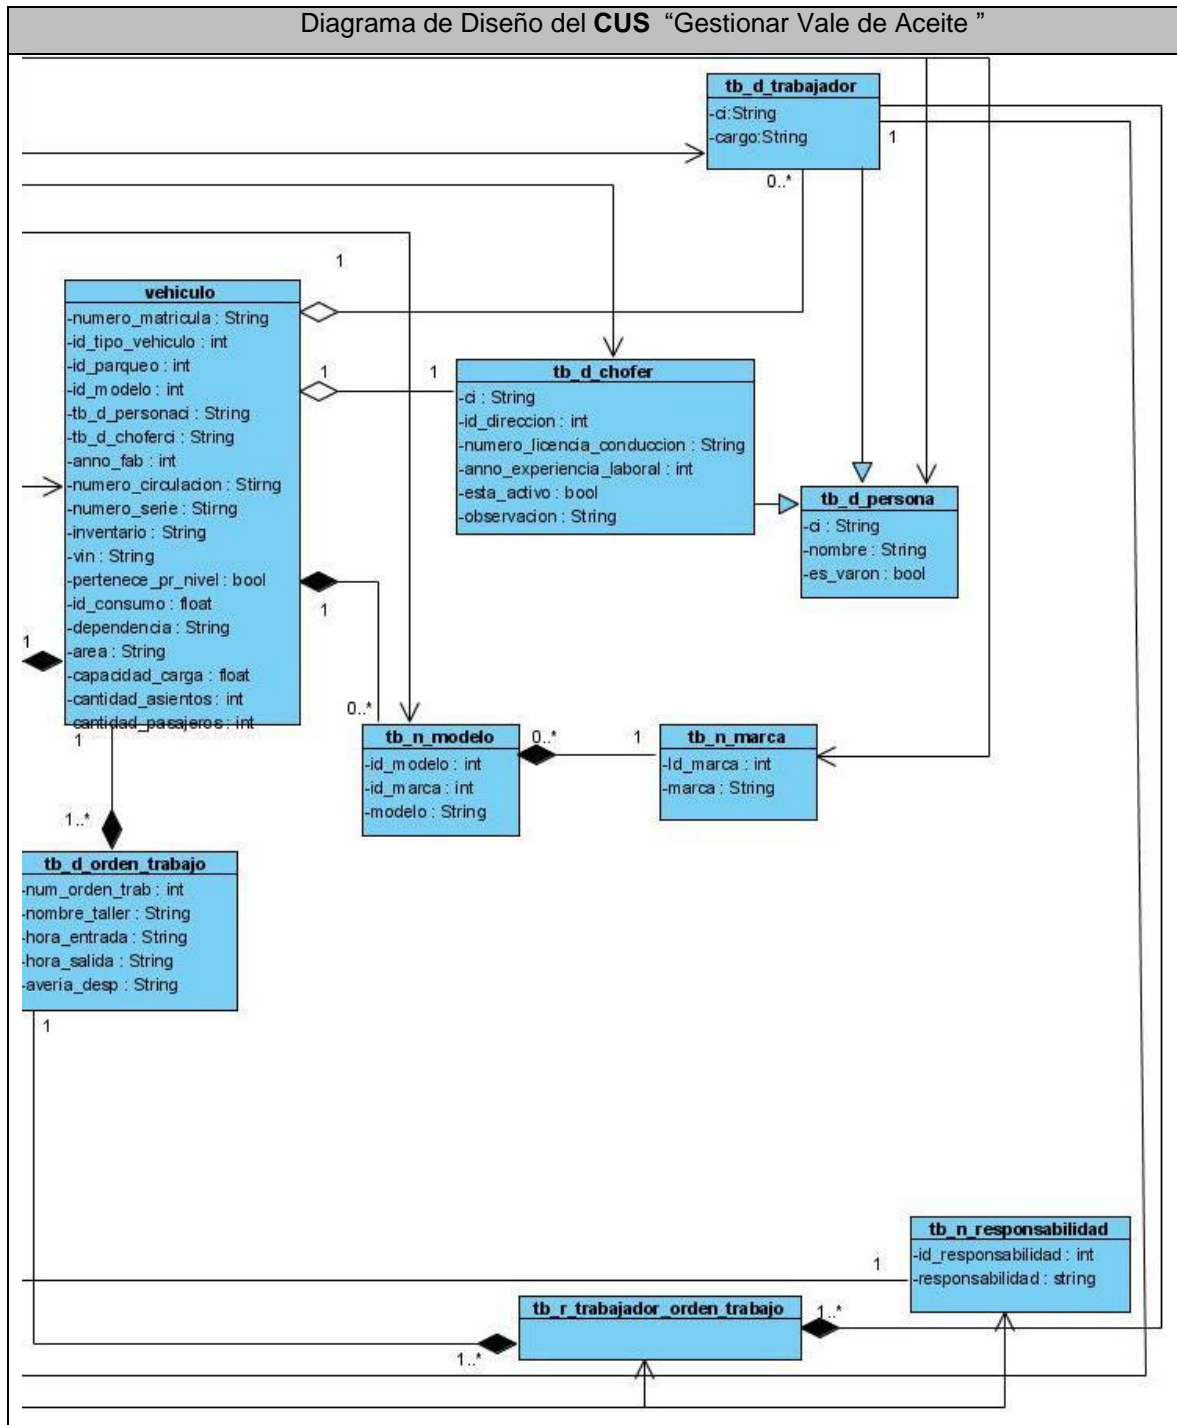 Diagrama de Diseño del CUS “Gestionar Vale de Aceite ”
tb_d_trabajador
-ci:String
-cargo:String
1
0..*
1
vehiculo
-numero_matricula : String
-id_tipo_vehiculo : int
-id_parqueo : int
-id_modelo : int
-tb_d_personaci : String
-tb_d_choferci : String
-anno_fab : int
-numero_circulacion : Stirng
-numero_serie : Stirng
-inventario : String
-vin : String
-pertenece_pr_nivel : bool
-id_consumo : float
-dependencia : String
-area : String
-capacidad_carga : float
-cantidad_asientos : int
-cantidad_pasajeros : int
1
1
tb_d_chofer
-ci : String
-id_direccion : int
-numero_licencia_conduccion : String
-anno_experiencia_laboral : int
-esta_activo : bool
-observacion : String
tb_d_persona
-ci : String
-nombre : String
-es_varon : bool
1
1
1
0..*
tb_n_modelo
-id_modelo : int
-id_marca : int
-modelo : String
0..*
1
tb_n_marca
-Id_marca : int
-marca : String
1..*
tb_d_orden_trabajo
-num_orden_trab : int
-nombre_taller : String
-hora_entrada : String
-hora_salida : String
-averia_desp : String
1
tb_n_responsabilidad
-id_responsabilidad : int
-responsabilidad : string
1
tb_r_trabajador_orden_trabajo
1..*
1..*